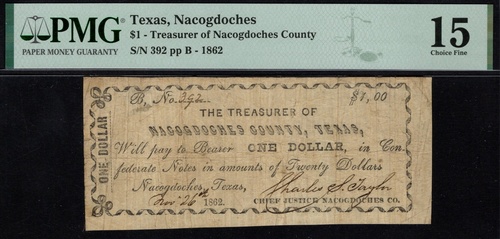 PMG
PAPER MONEY GUARANTY
Texas, Nacogdoches
$1 - Treasurer of Nacogdoches County
S/N 392 pp B - 1862
15
Choice Fine
ONE DOLLAR
B, No. 392 $1,00
THE TREASURER OF
NACOGDOCHES COUNTY, TEXAS,
Will pay to Bearer ONE DOLLAR, in Con-
federate Notes in amounts of Twenty Dollars
Nacogdoches, Texas,
Nov 26 1862.
Charles S. Taylor
CHIEF JUSTICE NACOGDOCHES CO.